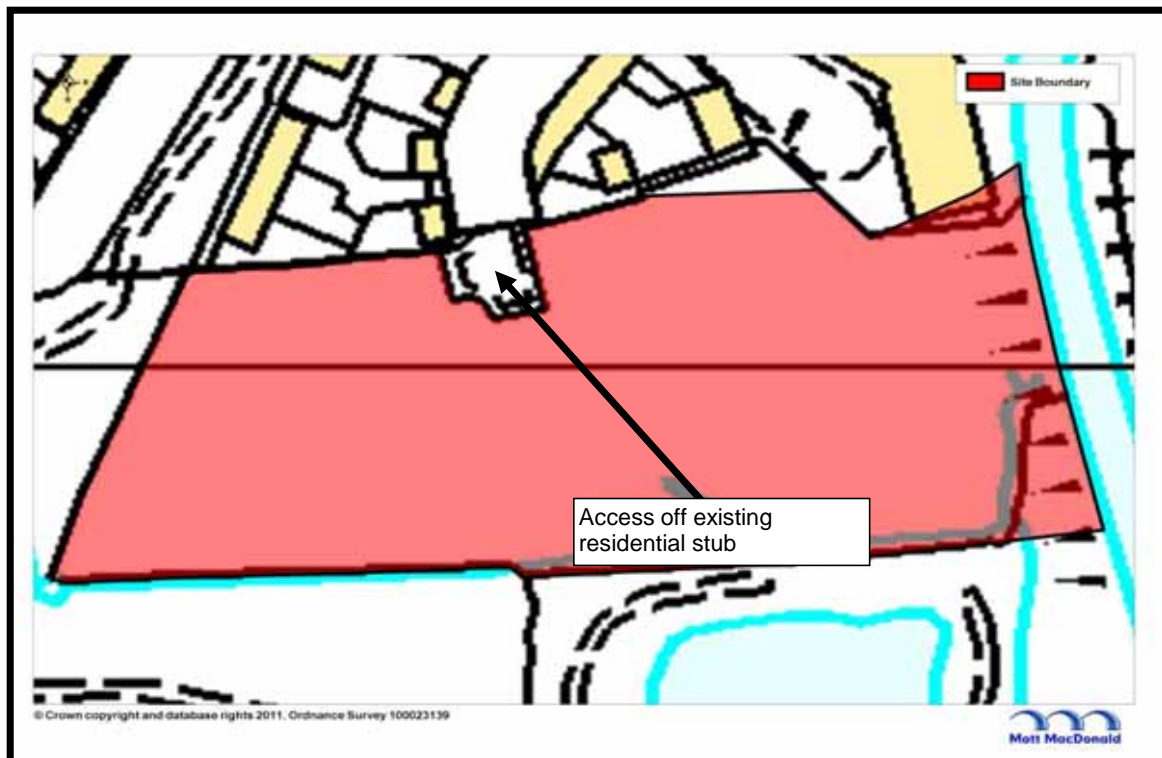 Site Boundary
Access off existing
residential stub
© Crown copyright and database rights 2011. Ordnance Survey 100023139
Mott MacDonald